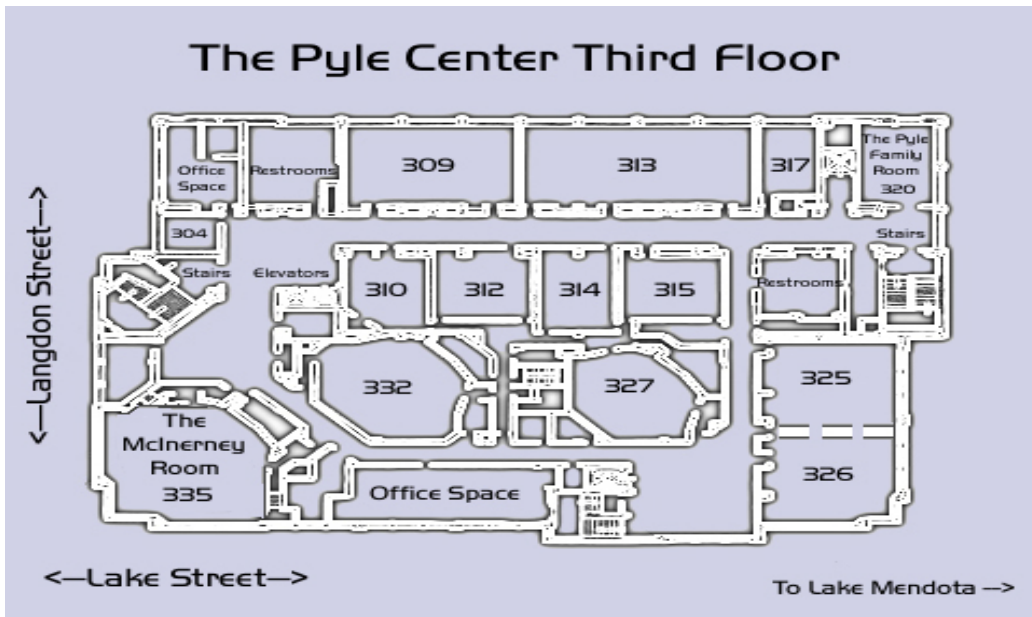 The Pyle Center Third Floor
Office
Space
Restrooms
309
313
317
The Pyle
Family
Room
320
304
Stairs
Stairs
Elevators
310
312
314
315
Restrooms
<—Langdon Street—>
332
327
325
The
McInerney
Room
335
Office Space
326
<—Lake Street—>
To Lake Mendota —>